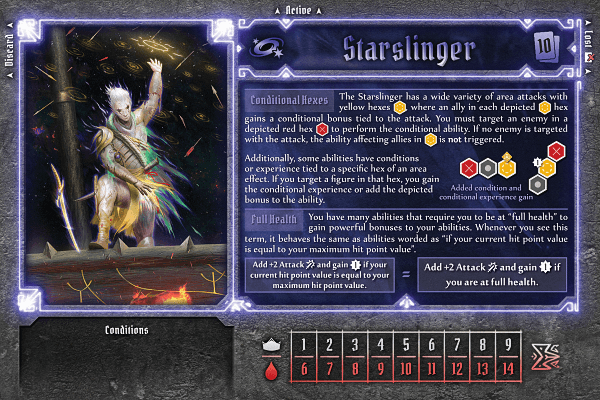 Active
Discard
Lost
Starslinger
10
Conditional Hexes The Starslinger has a wide variety of area attacks with
yellow hexes , where an ally in each depicted hex
gains a conditional bonus tied to the attack. You must target an enemy in a
depicted red hex to perform the conditional ability. If no enemy is targeted
with the attack, the ability affecting allies in is not triggered.
Additionally, some abilities have conditions
or experience tied to a specific hex of an area
effect. If you target a figure in that hex, you gain
the conditional experience or add the depicted
bonus to the ability.
1
Added condition and
conditional experience gain
Full Health You have many abilities that require you to be at “full health” to
gain powerful bonuses to your abilities. Whenever you see this
term, it behaves the same as abilities worded as “if your current hit point value
is equal to your maximum hit point value”.
Add +2 Attack and gain 1 if your
current hit point value is equal to your
maximum hit point value.
=
Add +2 Attack and gain 1 if
you are at full health.
Conditions
1 2 3 4 5 6 7 8 9
6 7 8 9 10 11 12 13 14